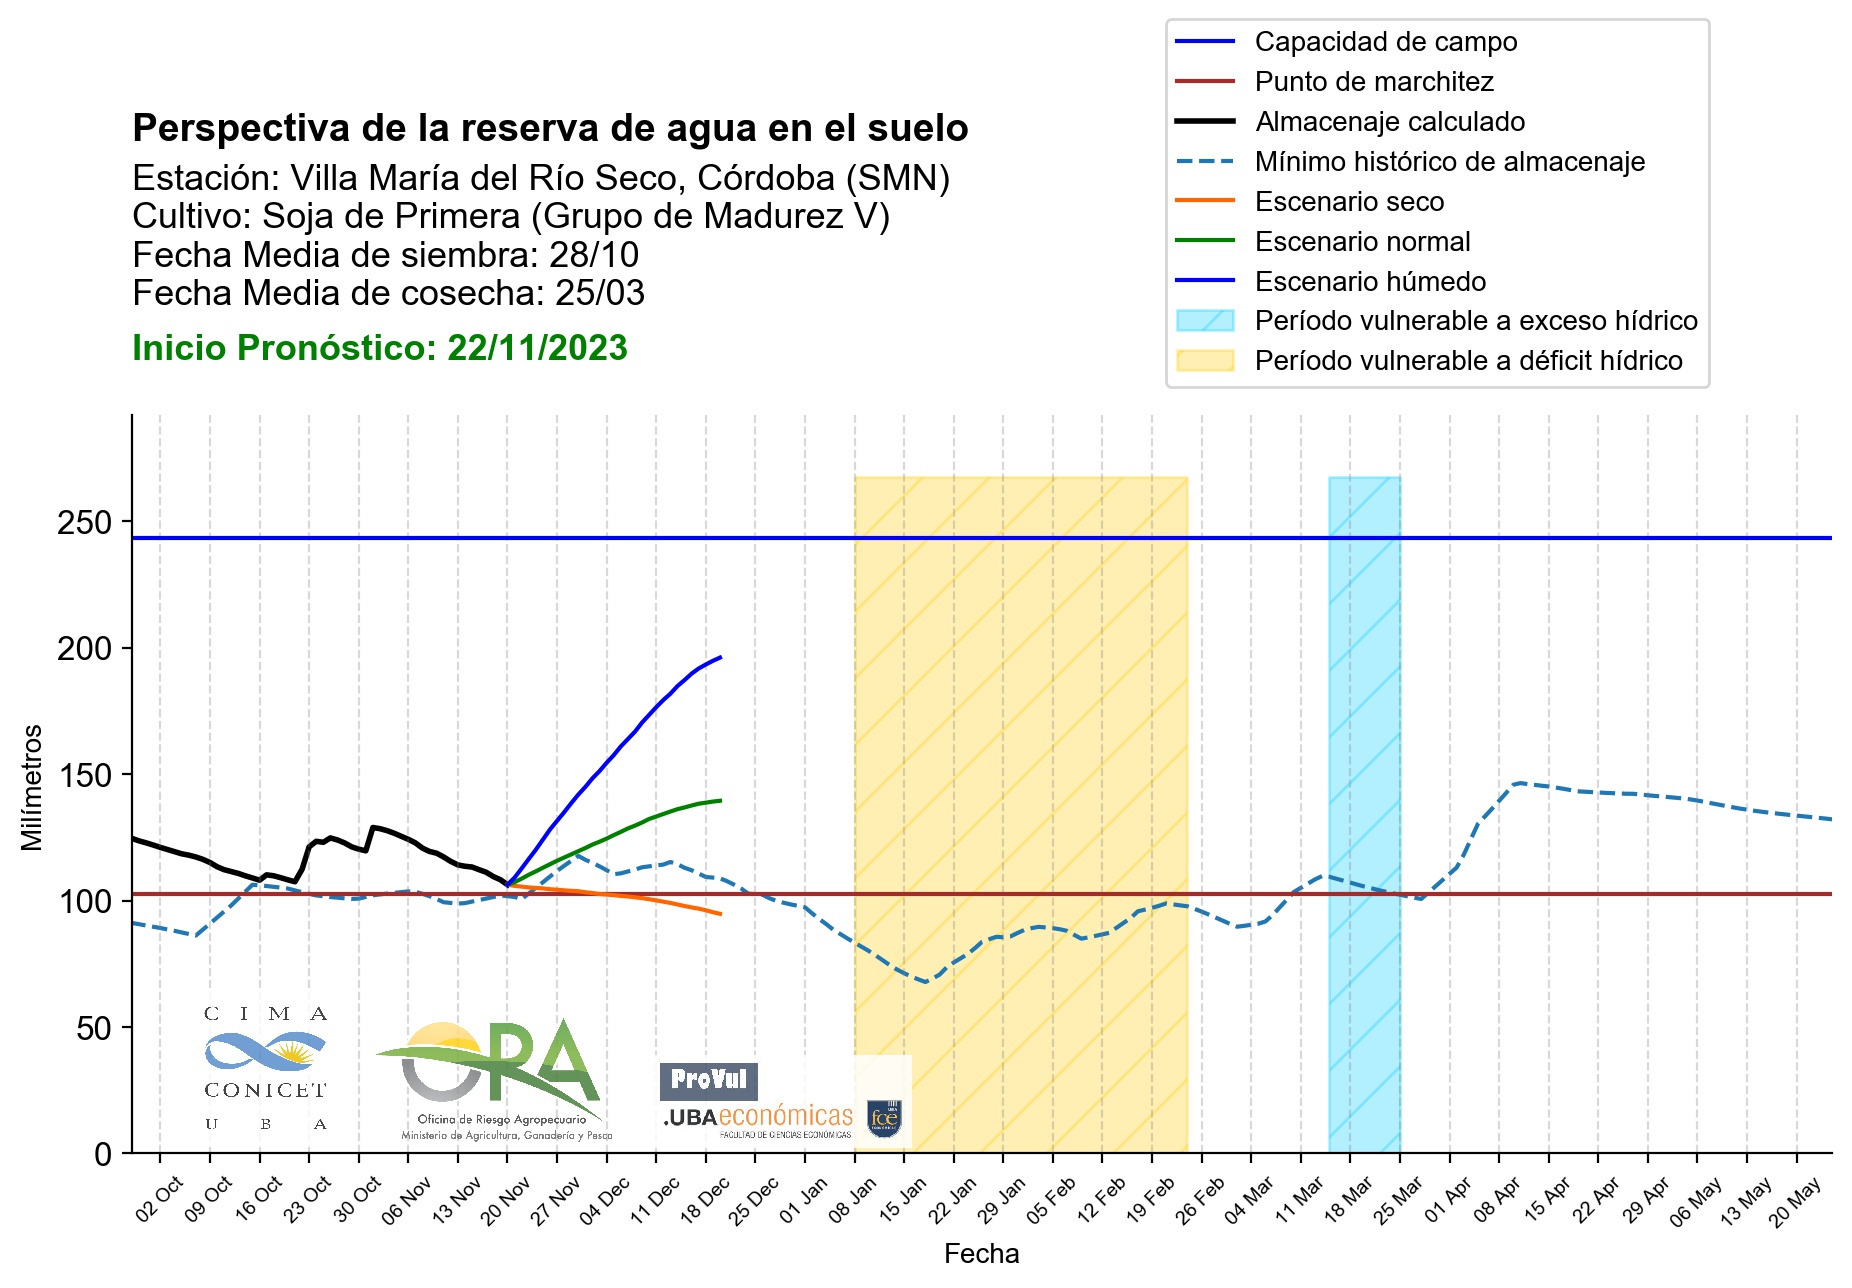 Capacidad de campo
Punto de marchitez
Almacenaje calculado
Mínimo histórico de almacenaje
Escenario seco
Escenario normal
Escenario húmedo
Período vulnerable a exceso hídrico
Período vulnerable a déficit hídrico
Perspectiva de la reserva de agua en el suelo
Estación: Villa María del Río Seco, Córdoba (SMN)
Cultivo: Soja de Primera (Grupo de Madurez V)
Fecha Media de siembra: 28/10
Fecha Media de cosecha: 25/03
Inicio Pronóstico: 22/11/2023
Milímetros
250
200
150
100
50
0
CIMA
CONICET
UBA
ORA
Oficina de Riesgo Agropecuario
Ministerio de Agricultura, Ganadería y Pesca
ProVul
.UBAeconómicas
FACULTAD DE CIENCIAS ECONÓMICAS
fce
02 Oct
09 Oct
16 Oct
23 Oct
30 Oct
06 Nov
13 Nov
20 Nov
27 Nov
04 Dec
11 Dec
18 Dec
25 Dec
01 Jan
08 Jan
15 Jan
22 Jan
29 Jan
05 Feb
12 Feb
19 Feb
26 Feb
04 Mar
11 Mar
18 Mar
25 Mar
01 Apr
08 Apr
15 Apr
22 Apr
29 Apr
06 May
13 May
20 May
Fecha